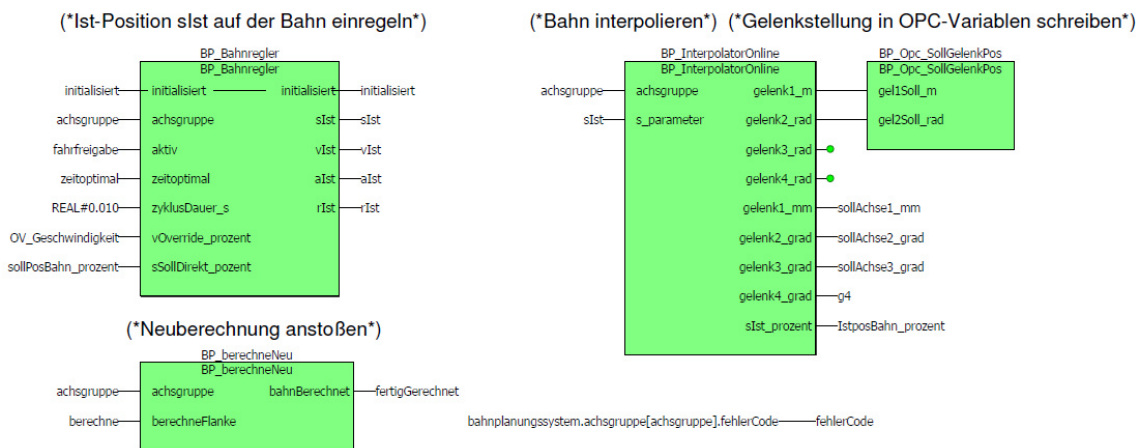 (*Ist-Position sIst auf der Bahn einregeln*)
(*Bahn interpolieren*)
(*Gelenkstellung in OPC-Variablen schreiben*)
BP_Bahnregler
BP_Bahnregler
initialisiert initialisiert initialisiert initialisiert
achsgruppe achsgruppe sIst sIst
fahrfreigabe aktiv vIst vIst
zeitoptimal zeitoptimal aIst aIst
REAL#0.010 zyklusDauer_s rIst rIst
OV_Geschwindigkeit vOverride_prozent
sollPosBahn_prozent sSollDirekt_pozent
BP_InterpolatorOnline
BP_InterpolatorOnline
achsgruppe achsgruppe gelenk1_m
sIst s_parameter gelenk2_rad
gelenk3_rad
gelenk4_rad
gelenk1_mm sollAchse1_mm
gelenk2_grad sollAchse2_grad
gelenk3_grad sollAchse3_grad
gelenk4_grad g4
sIst_prozent IstposBahn_prozent
BP_Opc_SollGelenkPos
BP_Opc_SollGelenkPos
gel1Soll_m
gel2Soll_rad
(*Neuberechnung anstoßen*)
BP_berechneNeu
BP_berechneNeu
achsgruppe achsgruppe bahnBerechnet fertigGerechnet
berechne berechneFlanke
bahnplanungssystem.achsgruppe[achsgruppe].fehlerCode fehlerCode